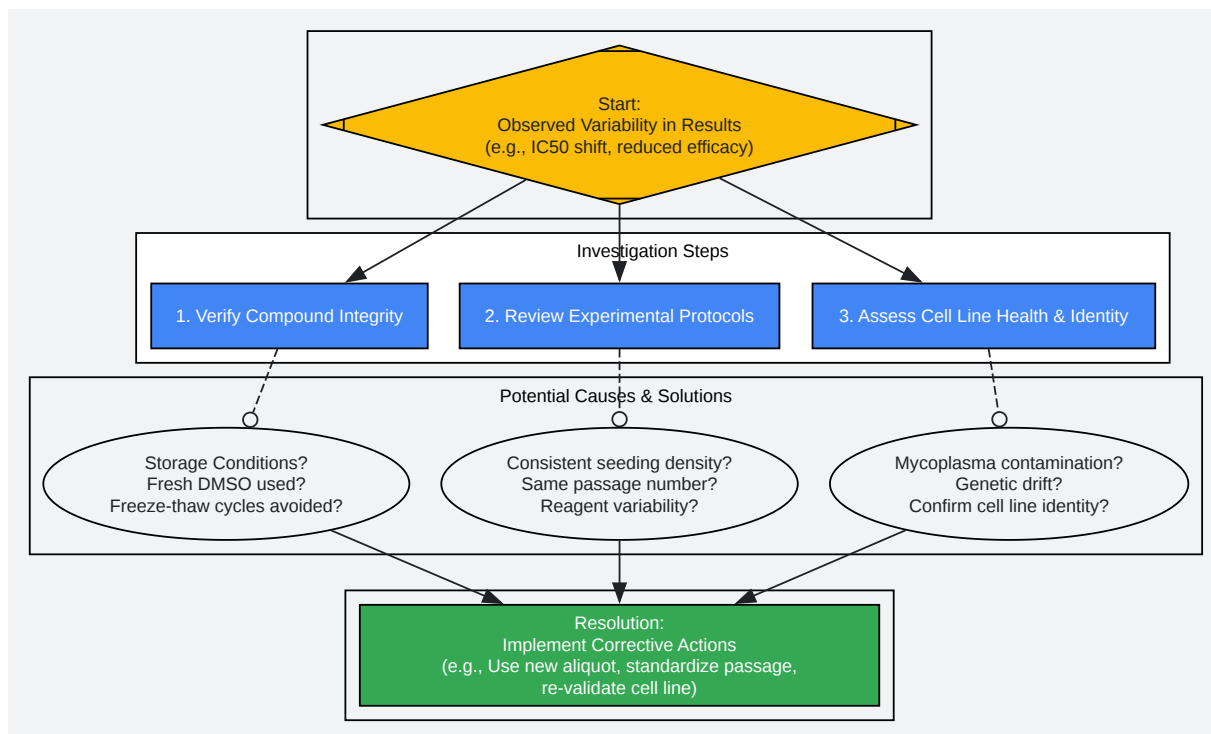 Start:
Observed Variability in Results
(e.g., IC50 shift, reduced efficacy)
Investigation Steps
1. Verify Compound Integrity
2. Review Experimental Protocols
3. Assess Cell Line Health & Identity
Potential Causes & Solutions
Storage Conditions?
Fresh DMSO used?
Freeze-thaw cycles avoided?
Consistent seeding density?
Same passage number?
Reagent variability?
Mycoplasma contamination?
Genetic drift?
Confirm cell line identity?
Resolution:
Implement Corrective Actions
(e.g., Use new aliquot, standardize passage,
re-validate cell line)